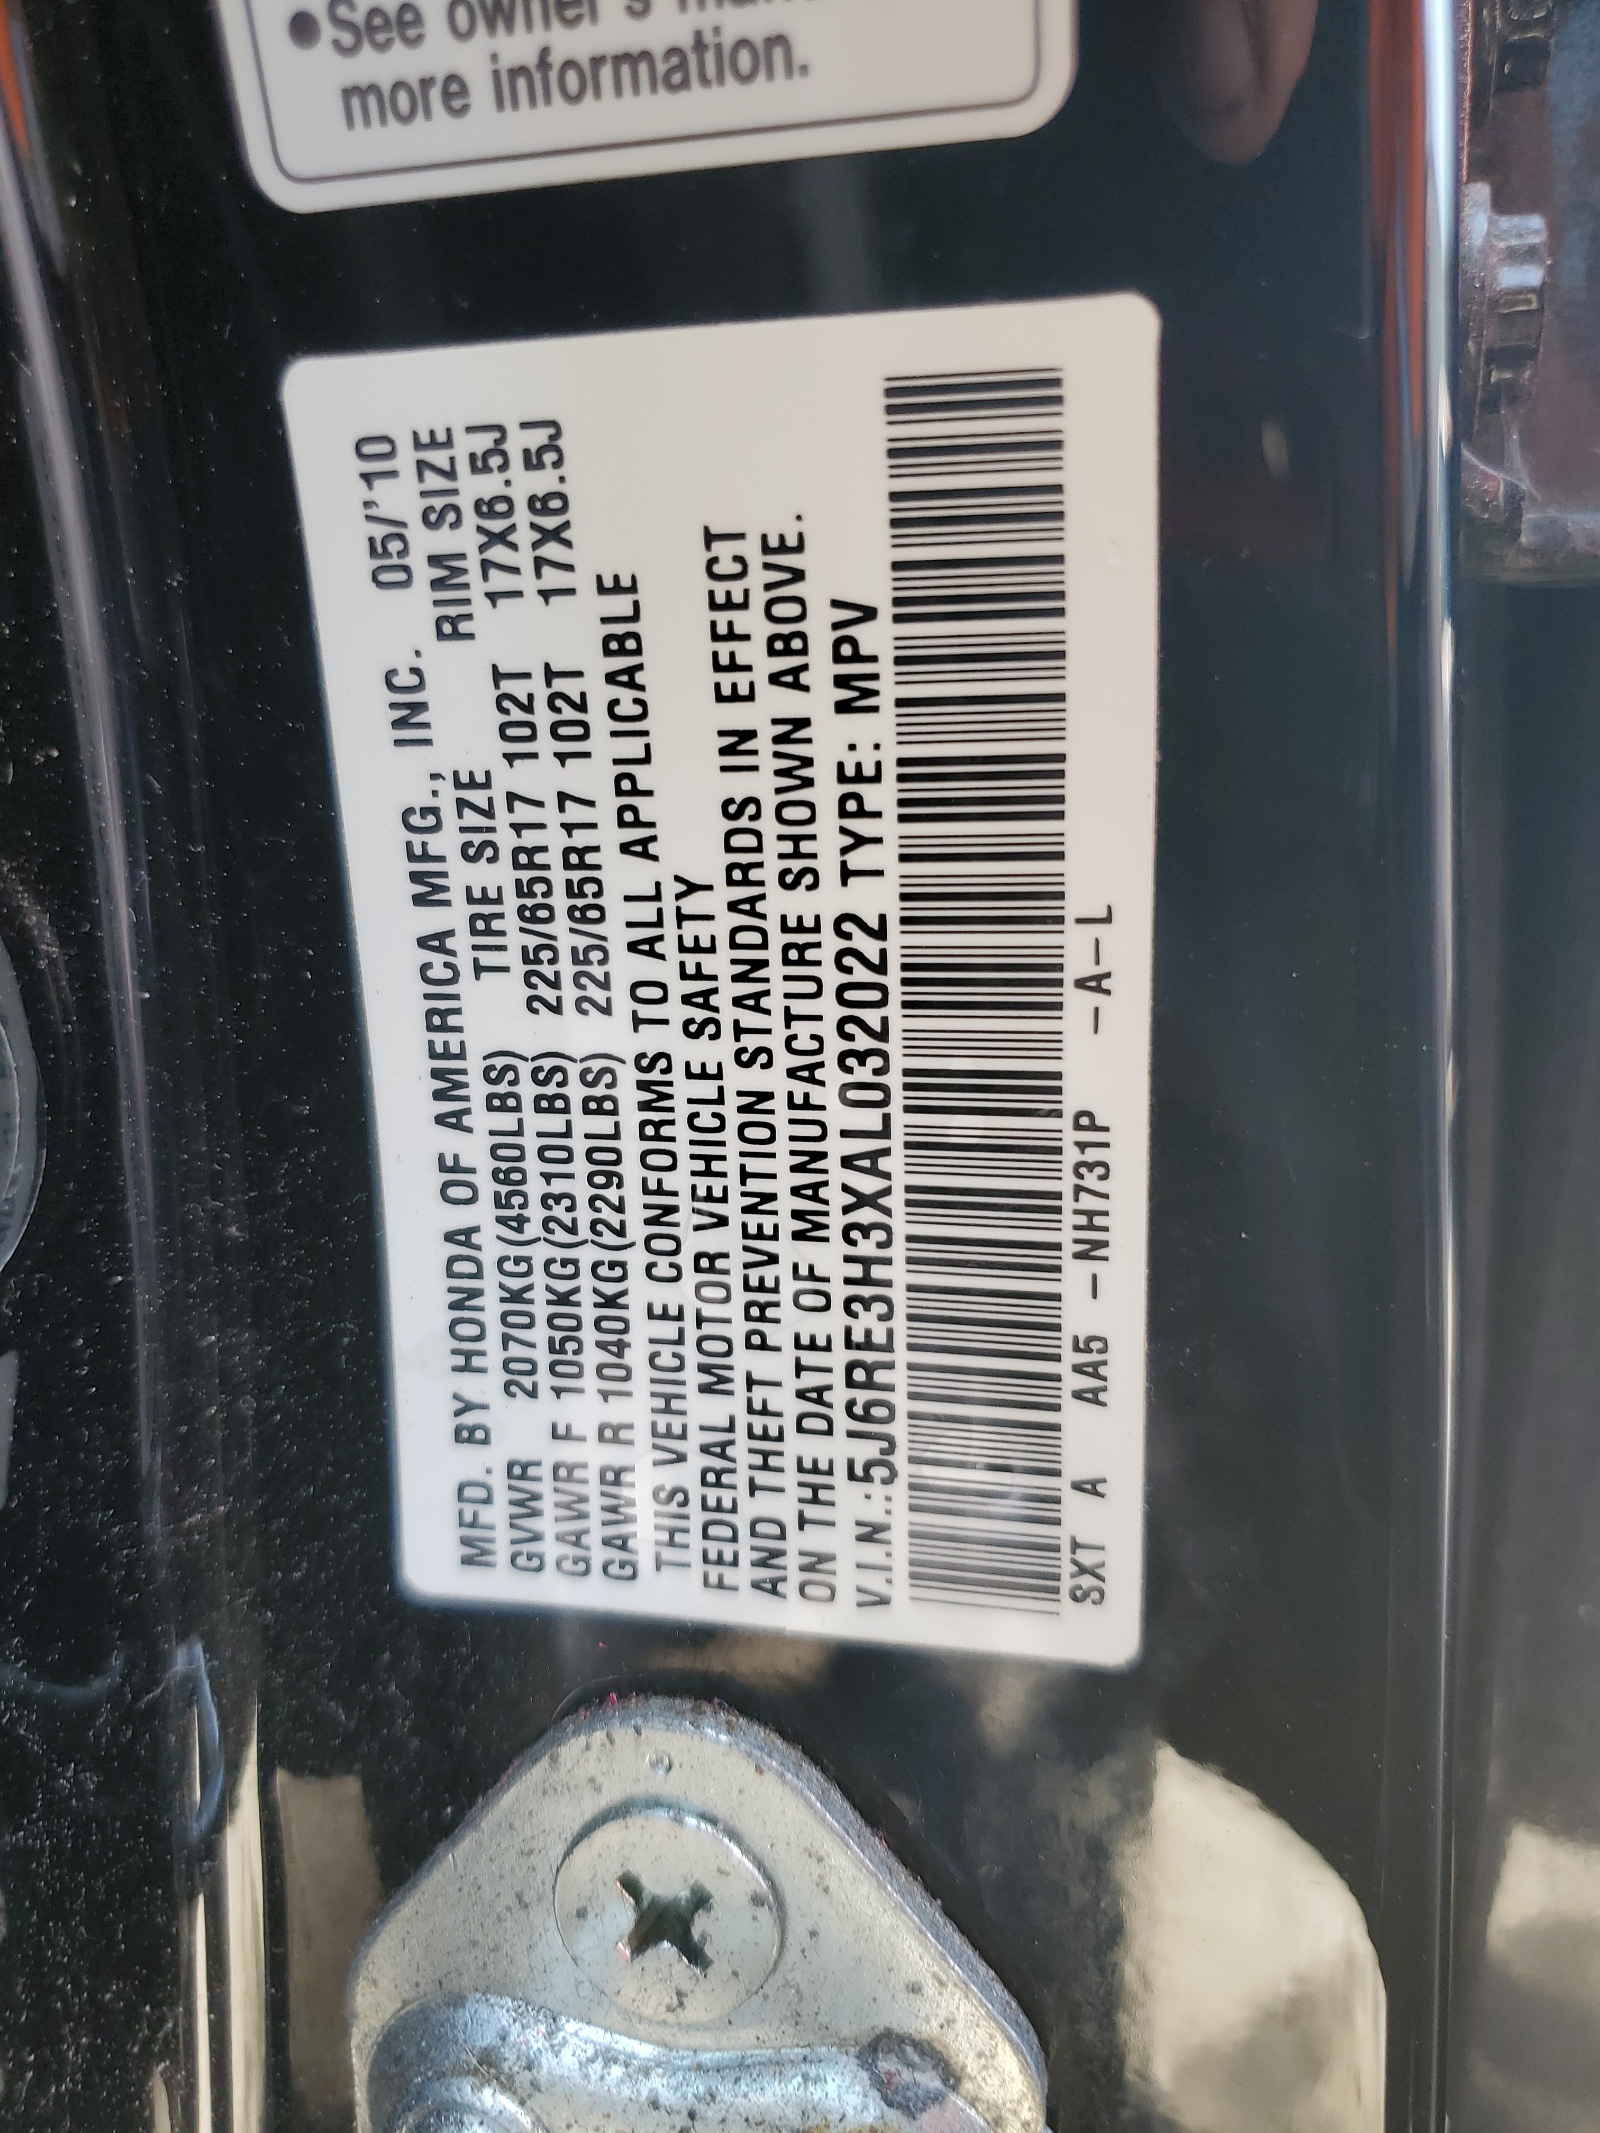 •See owner's
more information.
MFD. BY HONDA OF AMERICA MFG., INC. 05/'10
TIRE SIZE RIM SIZE
GVWR 2070KG(4560LBS) 225/65R17 102T 17X6.5J
GAWR F 1050KG(2310LBS) 225/65R17 102T 17X6.5J
GAWR R 1040KG(2290LBS)
THIS VEHICLE CONFORMS TO ALL APPLICABLE
FEDERAL MOTOR VEHICLE SAFETY
AND THEFT PREVENTION STANDARDS IN EFFECT
ON THE DATE OF MANUFACTURE SHOWN ABOVE.
V.I.N.:5J6RE3H3XAL032022 TYPE: MPV
SXT A AA5 -NH731P -A-L